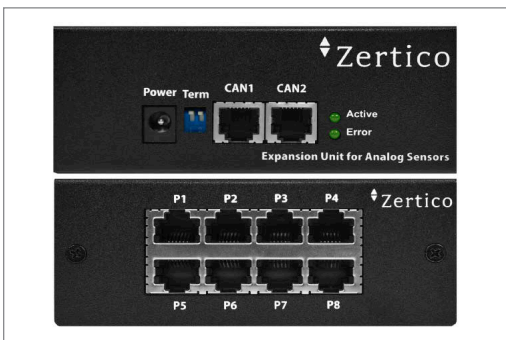 Zertico
Power Term CAN1 CAN2
Active
Error
Expansion Unit for Analog Sensors
P1 P2 P3 P4 Zertico
P5 P6 P7 P8